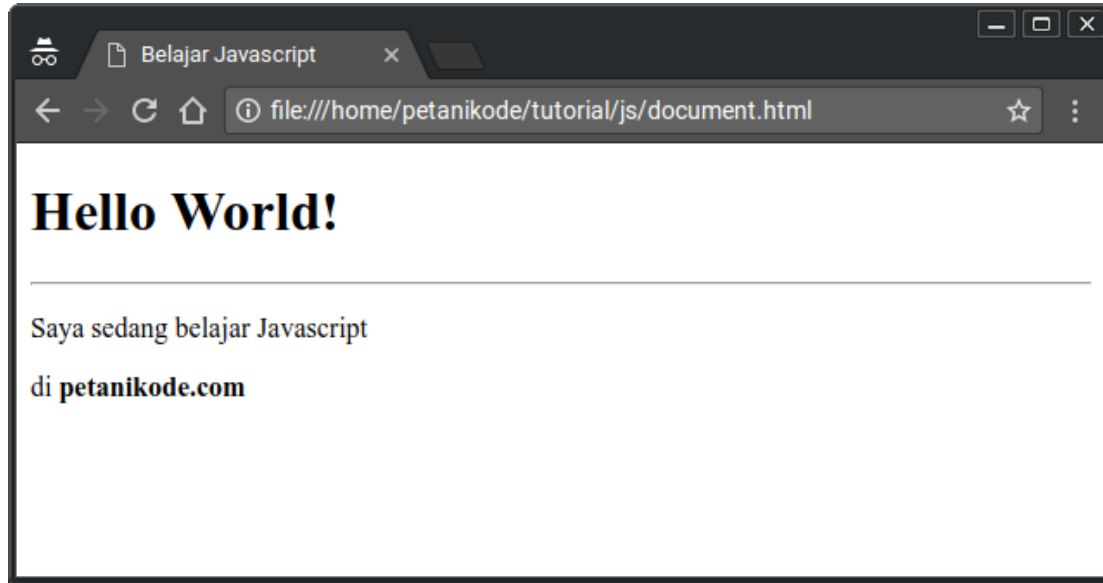 Belajar Javascript
file:///home/petanikode/tutorial/js/document.html
Hello World!
Saya sedang belajar Javascript
di petanikode.com